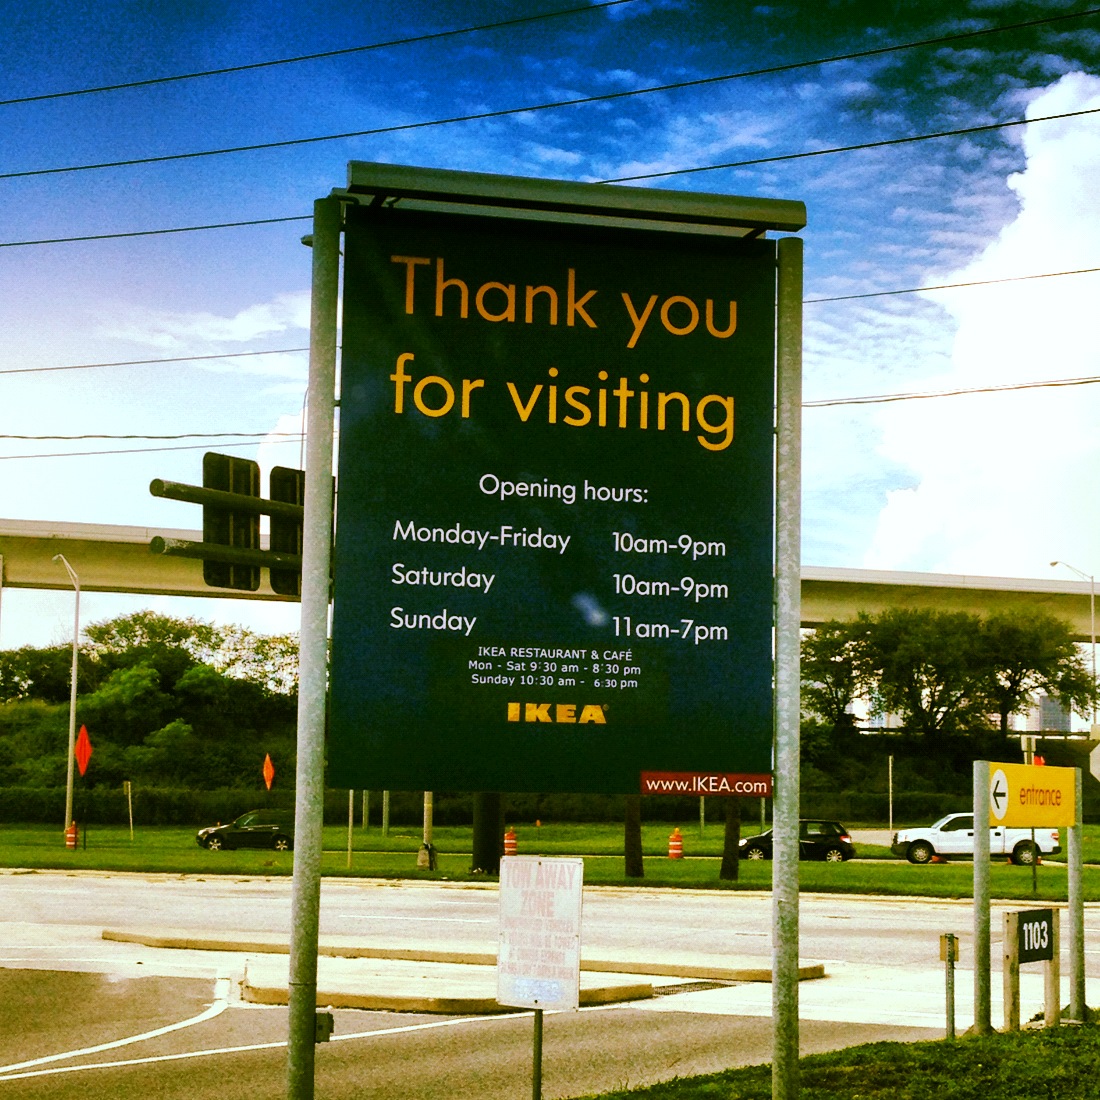 Thank you
for visiting
Opening hours:
Monday-Friday 10am-9pm
Saturday 10am-9pm
Sunday 11am-7pm
IKEA RESTAURANT & CAFÉ
Mon - Sat 9:30 am - 8:30 pm
Sunday 10:30 am - 6:30 pm
IKEA®
www.IKEA.com
entrance
1103
TOW AWAY
ZONE